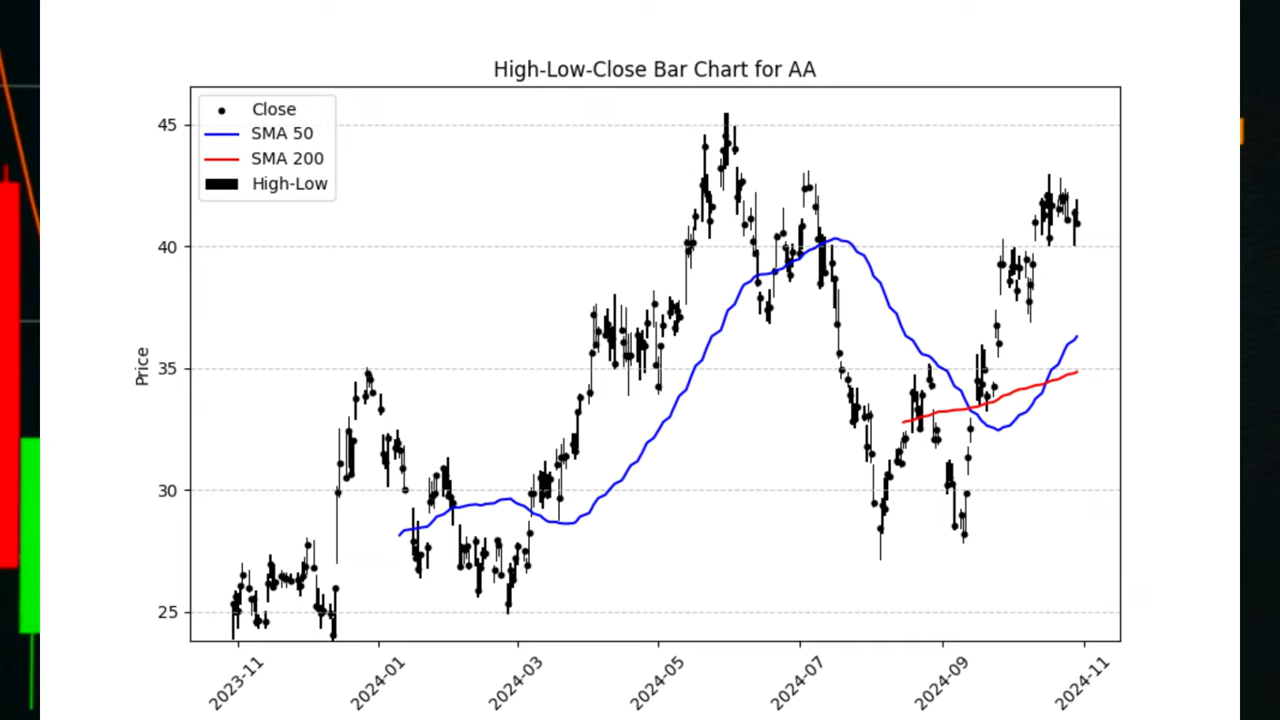 High-Low-Close Bar Chart for AA
Close
SMA 50
SMA 200
High-Low
45
40
35
30
25
Price
2023-11
2024-01
2024-03
2024-05
2024-07
2024-09
2024-11